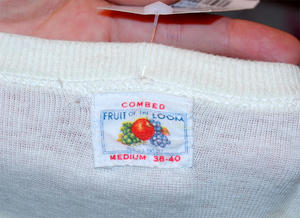 COMBED
FRUIT OF THE LOOM
MEDIUM 38-40